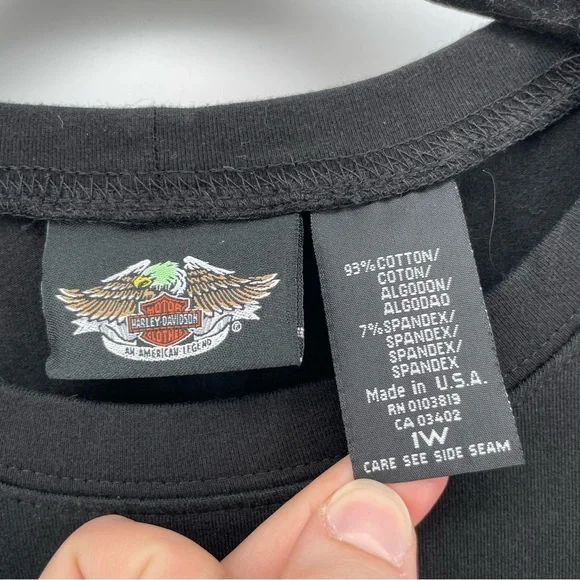 MOTOR
HARLEY-DAVIDSON
CLOTHES
AN AMERICAN LEGEND
®
93% COTTON/
COTON/
ALGODON/
ALGODAO
7% SPANDEX/
SPANDEX/
SPANDEX/
SPANDEX
Made in U.S.A.
RN 0103819
CA 03402
1W
CARE SEE SIDE SEAM